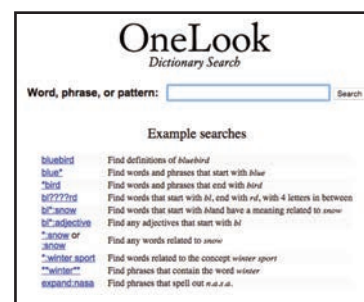 OneLook
Dictionary Search
Word, phrase, or pattern: Search
Example searches
bluebird Find definitions of bluebird
blue* Find words and phrases that start with blue
*bird Find words and phrases that end with bird
bl????rd Find words that start with bl, end with rd, with 4 letters in between
bl*:snow Find words that start with bland have a meaning related to snow
bl*:adjective Find any adjectives that start with bl
*:snow or
:snow Find any words related to snow
*:winter sport Find words related to the concept winter sport
**winter** Find phrases that contain the word winter
expand:nasa Find phrases that spell out n.a.s.a.